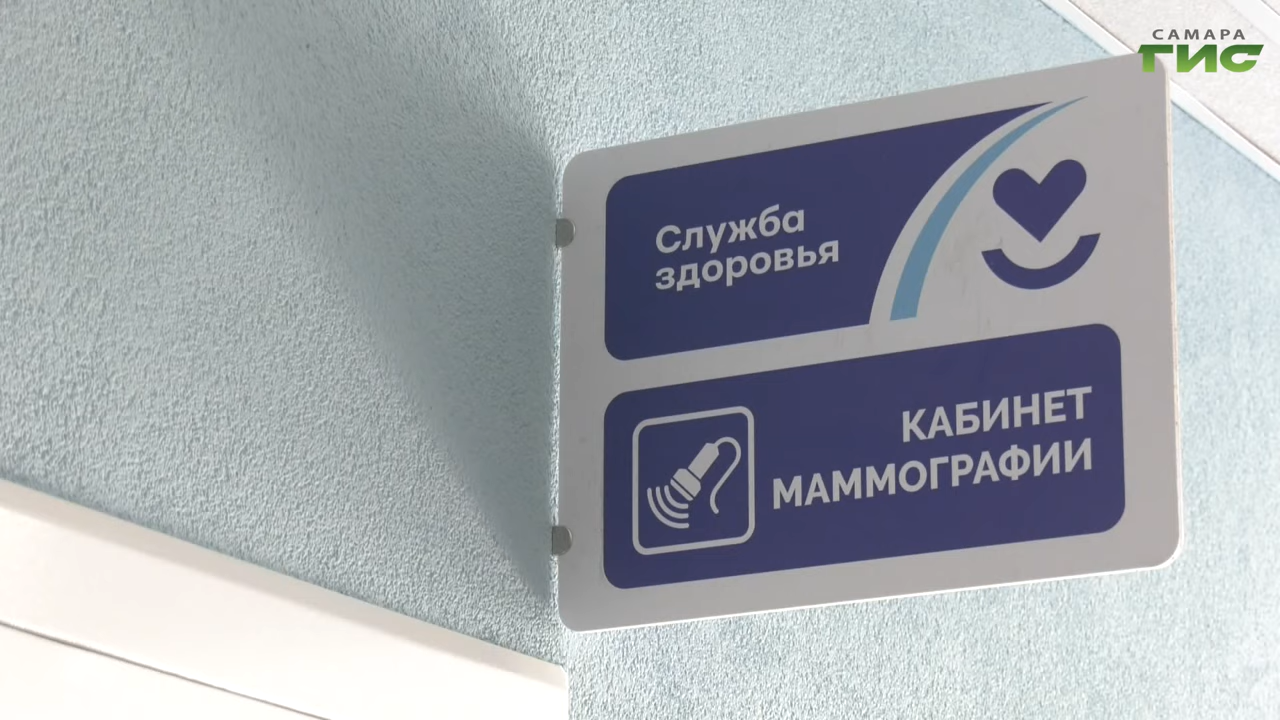 САМАРА
ГИС
Служба
здоровья
КАБИНЕТ
МАММОГРАФИИ